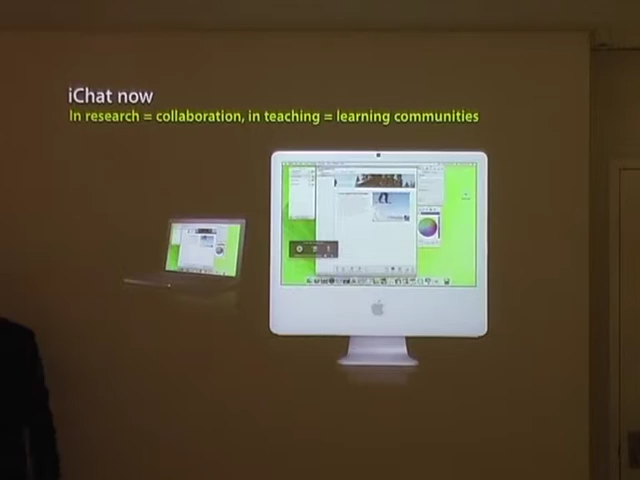 iChat now
In research = collaboration, in teaching = learning communities